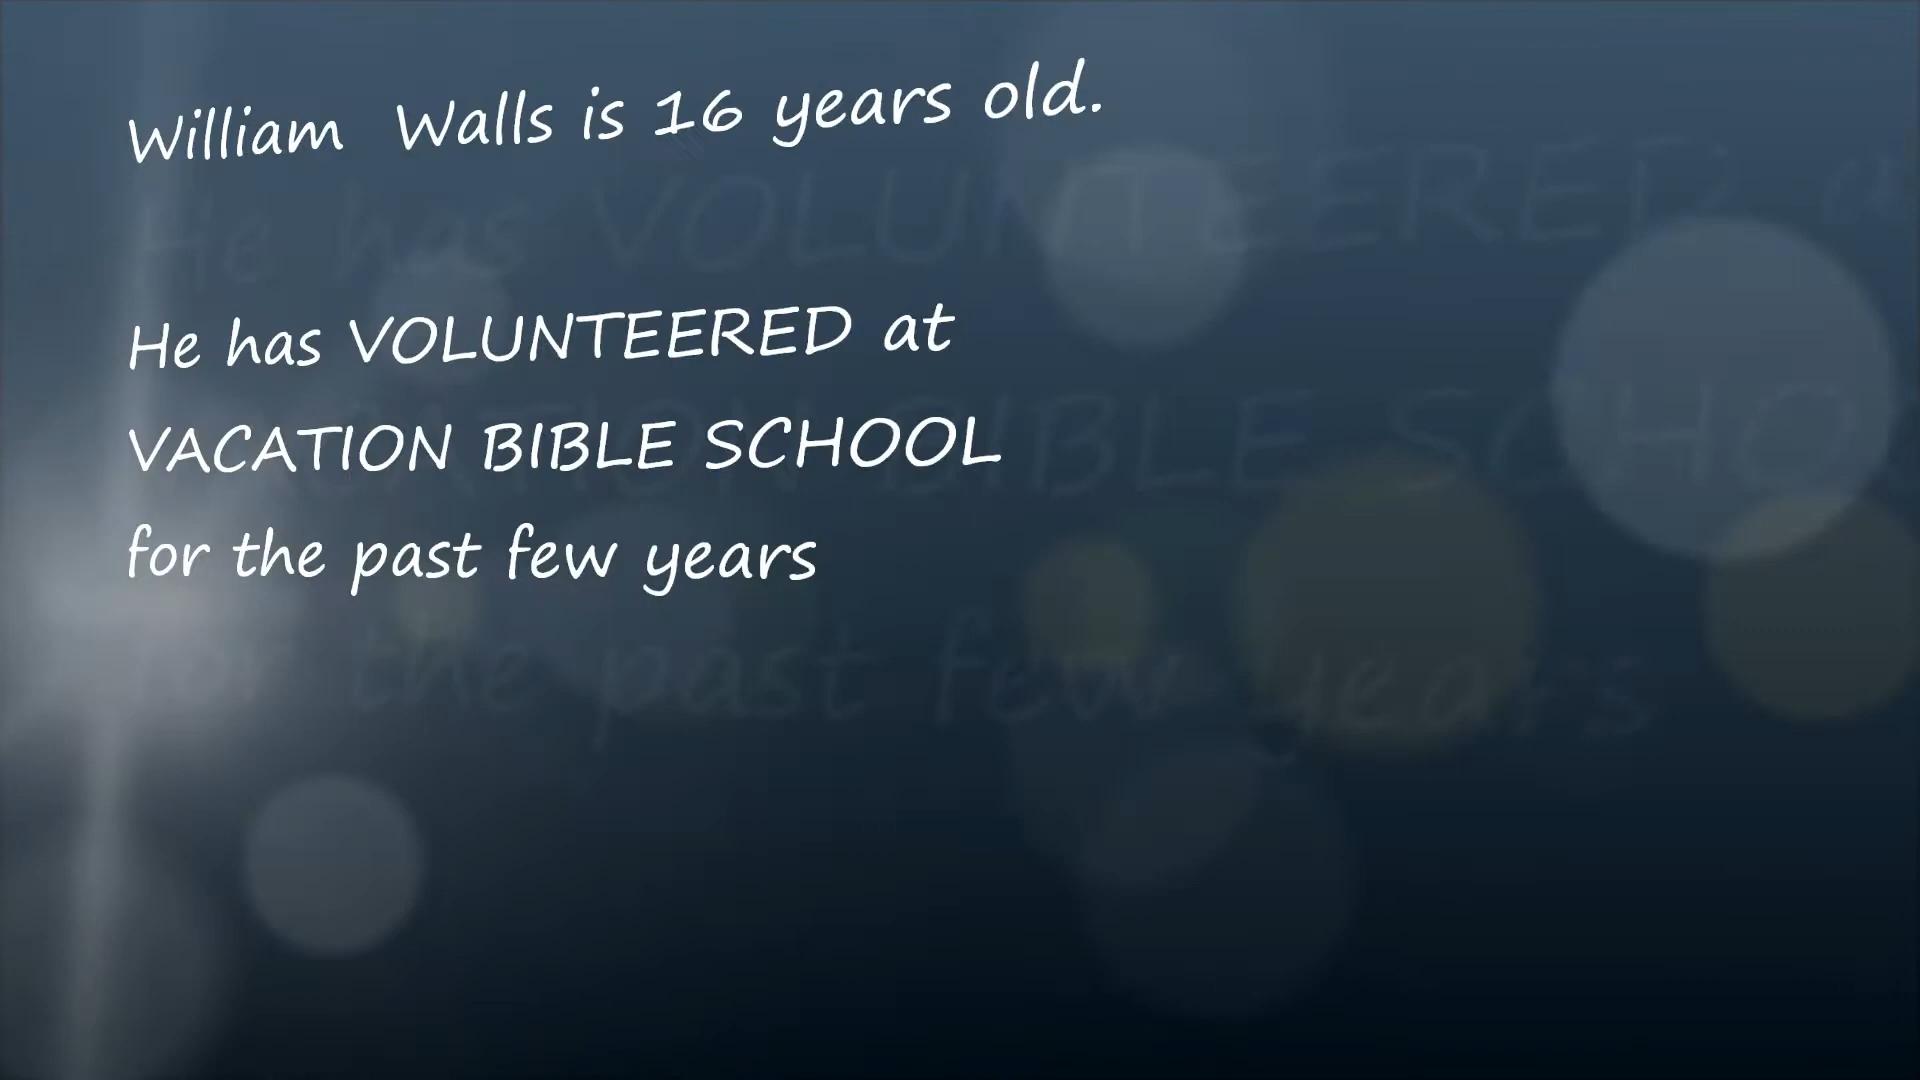 William Walls is 16 years old.
He has VOLUNTEERED at
VACATION BIBLE SCHOOL
for the past few years